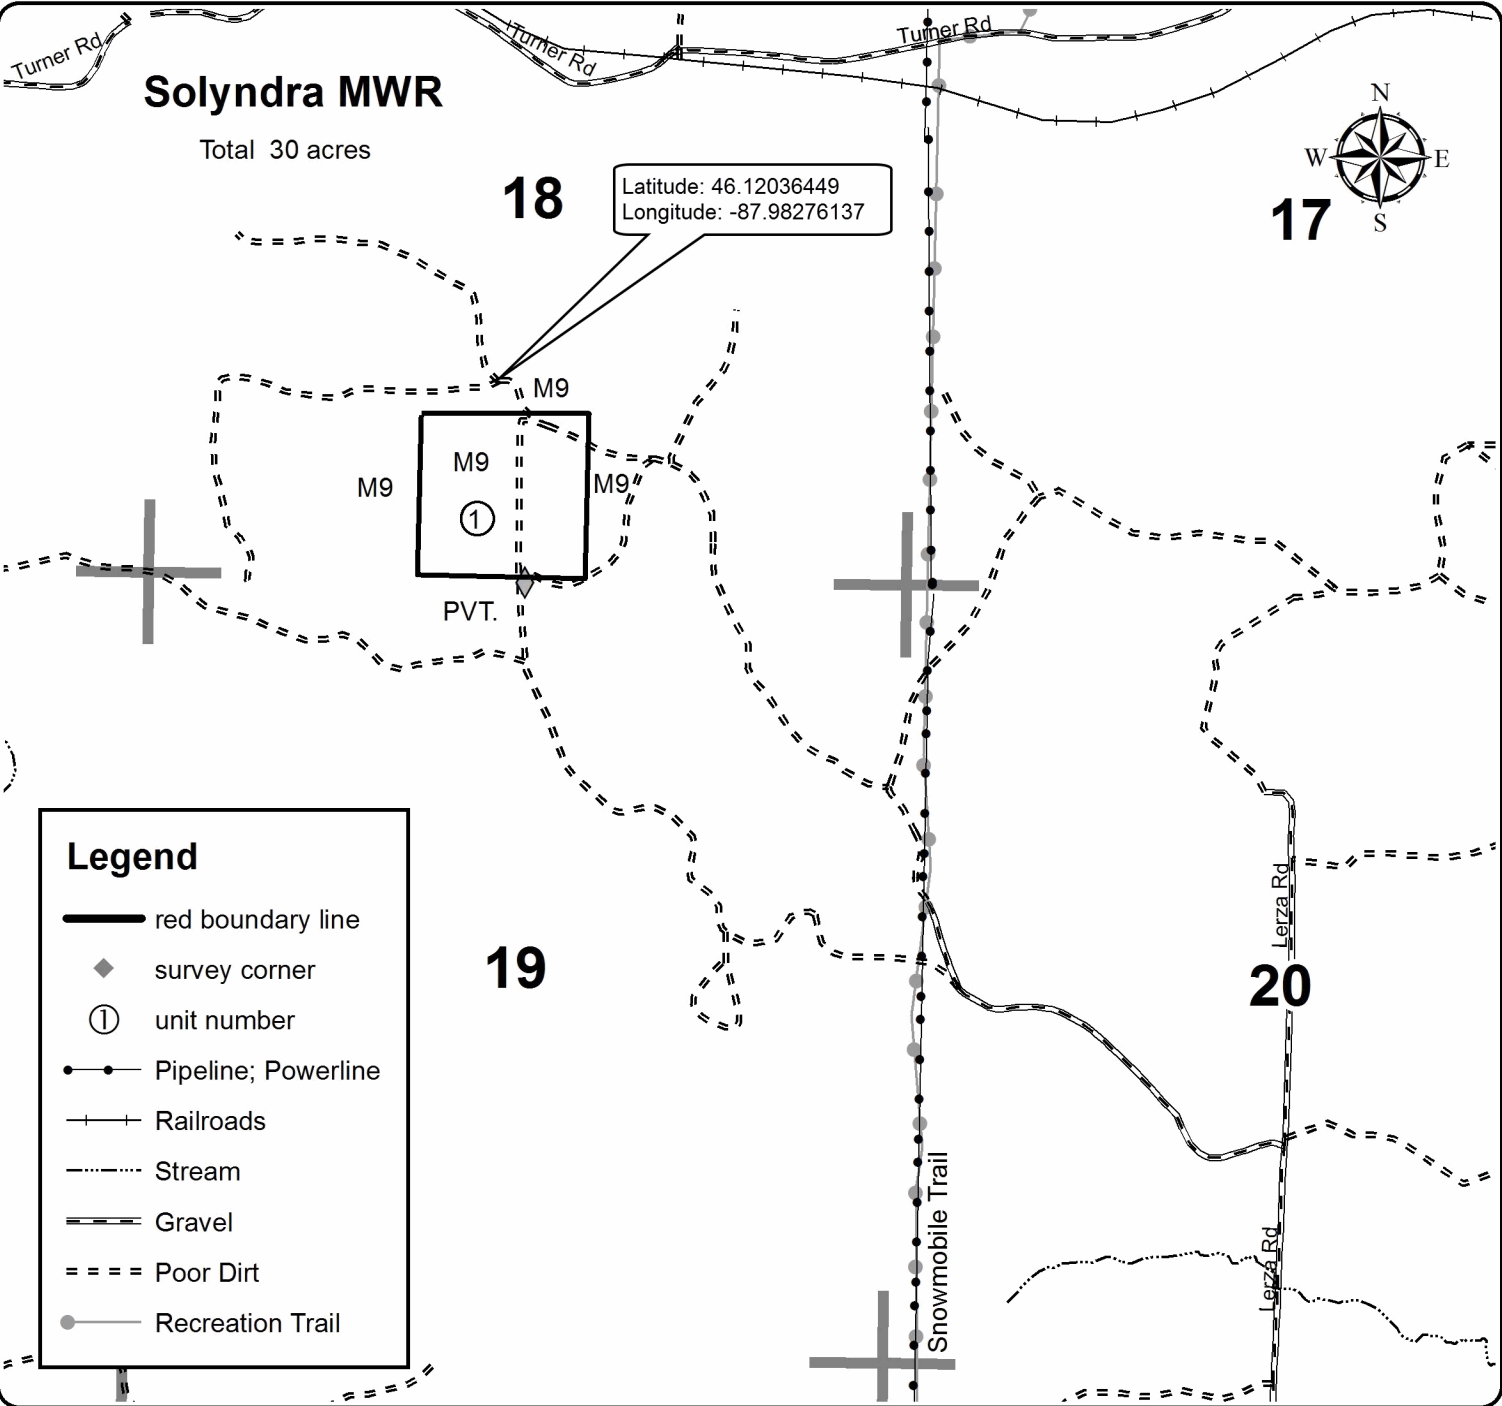 Turner Rd
Turner Rd
Turner Rd
Solyndra MWR
Total 30 acres
N
W
E
S
18
Latitude: 46.12036449
Longitude: -87.98276137
17
M9
M9
M9
M9
1
PVT.
Legend
red boundary line
survey corner
1 unit number
Pipeline; Powerline
Railroads
Stream
Gravel
Poor Dirt
Recreation Trail
19
Lerza Rd
20
Snowmobile Trail
Lerza Rd